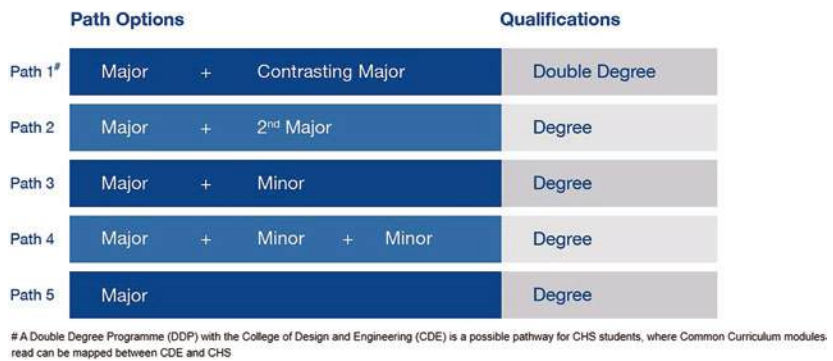 Path Options Qualifications
Path 1# Major + Contrasting Major Double Degree
Path 2 Major + 2nd Major Degree
Path 3 Major + Minor Degree
Path 4 Major + Minor + Minor Degree
Path 5 Major Degree
# A Double Degree Programme (DDP) with the College of Design and Engineering (CDE) is a possible pathway for CHS students, where Common Curriculum modules
read can be mapped between CDE and CHS